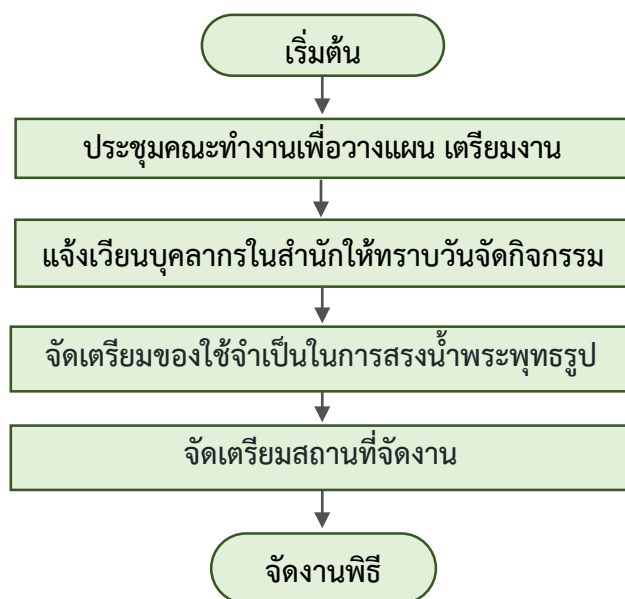 เริ่มต้น
ประชุมคณะทำงานเพื่อวางแผน เตรียมงาน
แจ้งเวียนบุคลากรในสำนักให้ทราบวันจัดกิจกรรม
จัดเตรียมของใช้จำเป็นในการสรงน้ำพระพุทธรูป
จัดเตรียมสถานที่จัดงาน
จัดงานพิธี